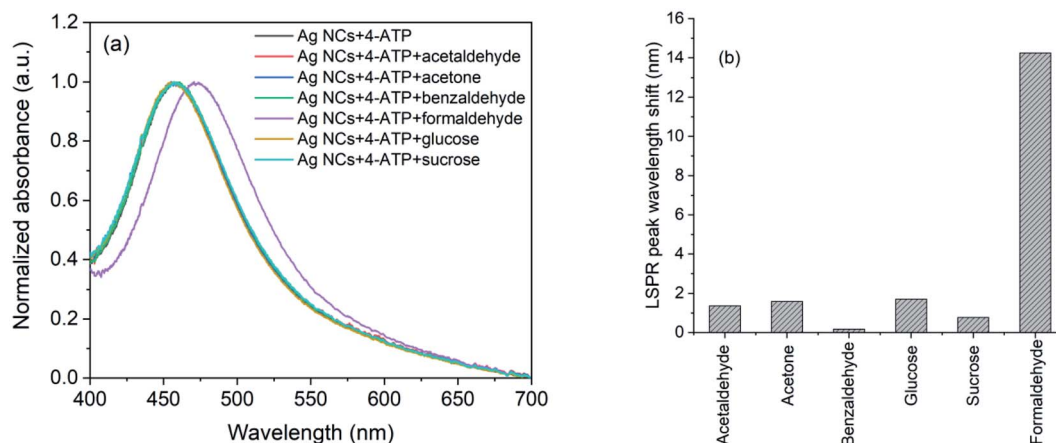 (a)
Ag NCs+4-ATP
Ag NCs+4-ATP+acetaldehyde
Ag NCs+4-ATP+acetone
Ag NCs+4-ATP+benzaldehyde
Ag NCs+4-ATP+formaldehyde
Ag NCs+4-ATP+glucose
Ag NCs+4-ATP+sucrose
Normalized absorbance (a.u.)
1.2
1.0
0.8
0.6
0.4
0.2
0.0
400 450 500 550 600 650 700
Wavelength (nm)
(b)
LSPR peak wavelength shift (nm)
16
14
12
10
8
6
4
2
0
Acetaldehyde
Acetone
Benzaldehyde
Glucose
Sucrose
Formaldehyde